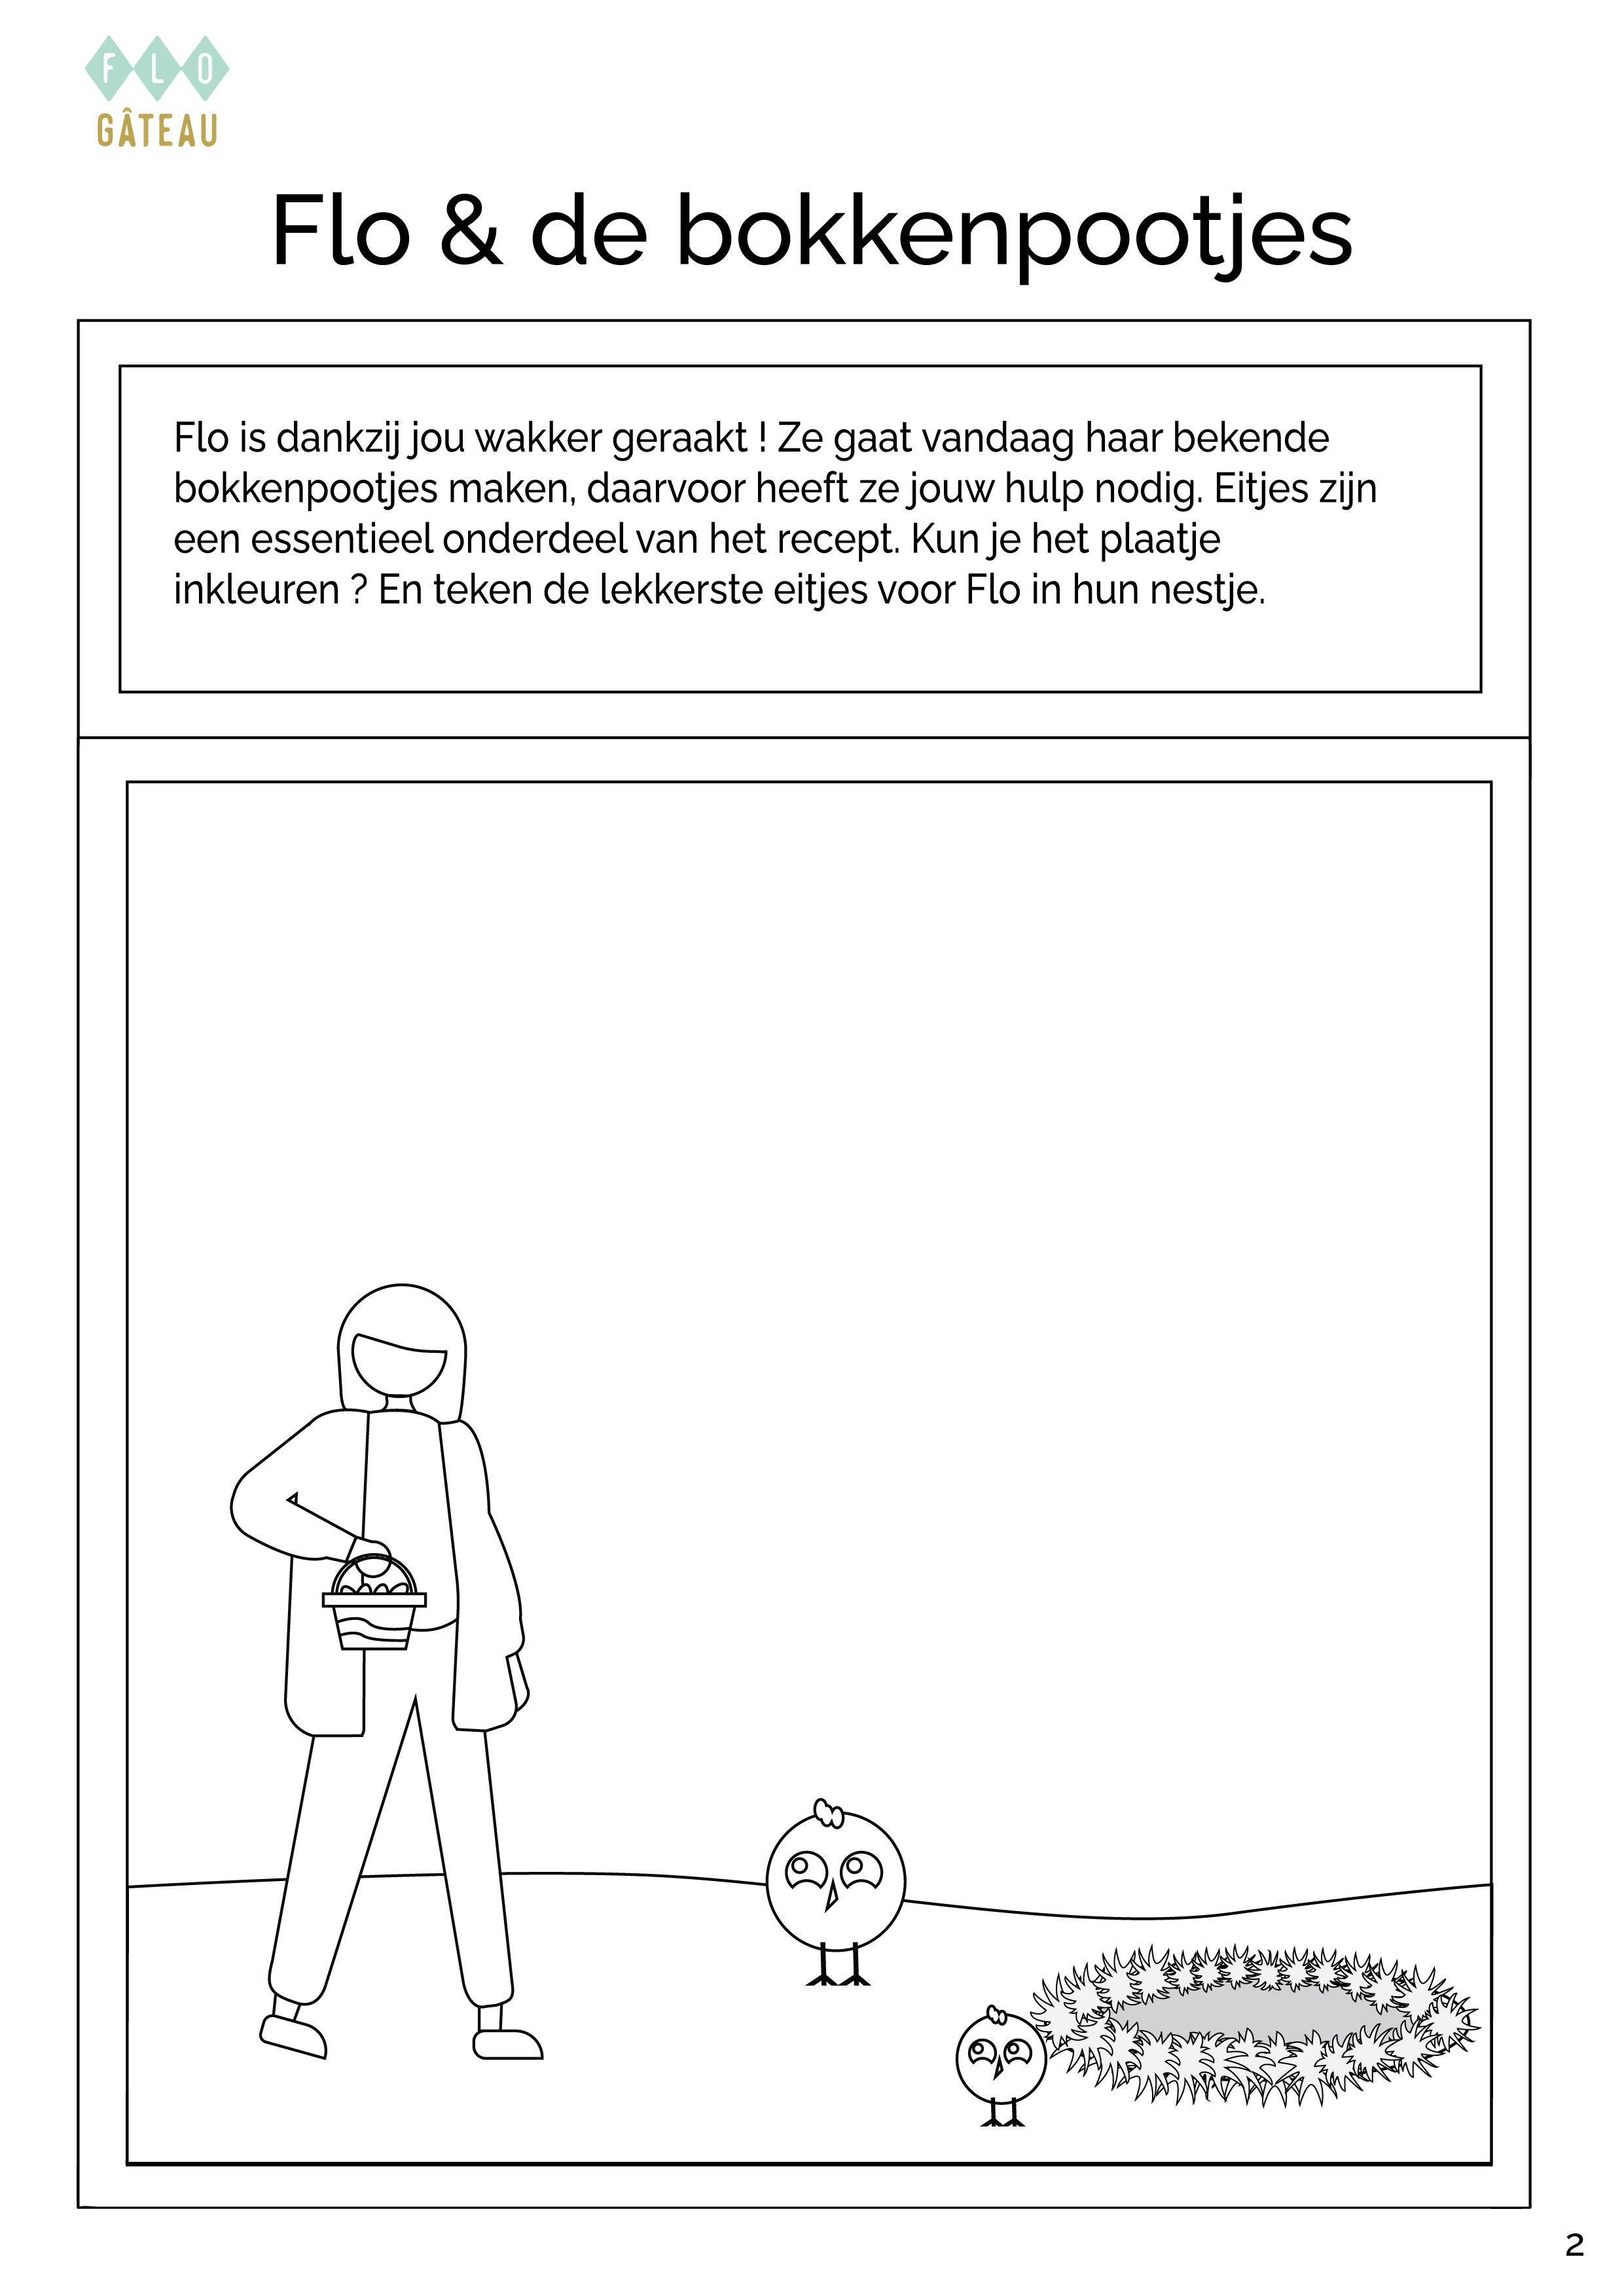 FLO
GÂTEAU
Flo & de bokkenpootjes
Flo is dankzij jou wakker geraakt ! Ze gaat vandaag haar bekende
bokkenpootjes maken, daarvoor heeft ze jouw hulp nodig. Eitjes zijn
een essentieel onderdeel van het recept. Kun je het plaatje
inkleuren ? En teken de lekkerste eitjes voor Flo in hun nestje.
2